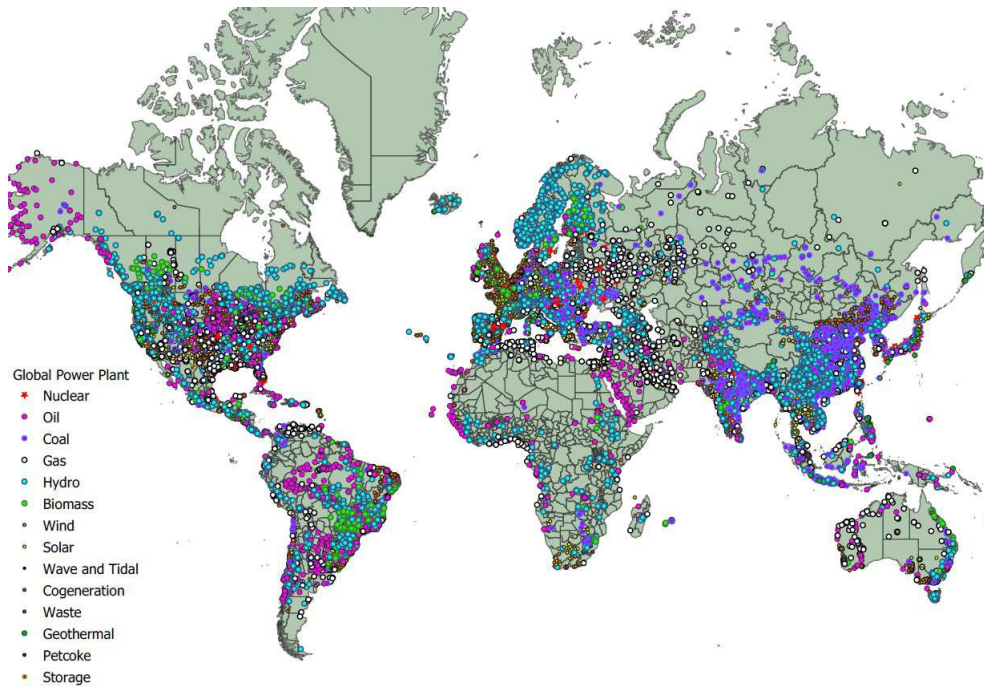 Global Power Plant
Nuclear
Oil
Coal
Gas
Hydro
Biomass
Wind
Solar
Wave and Tidal
Cogeneration
Waste
Geothermal
Petcoke
Storage